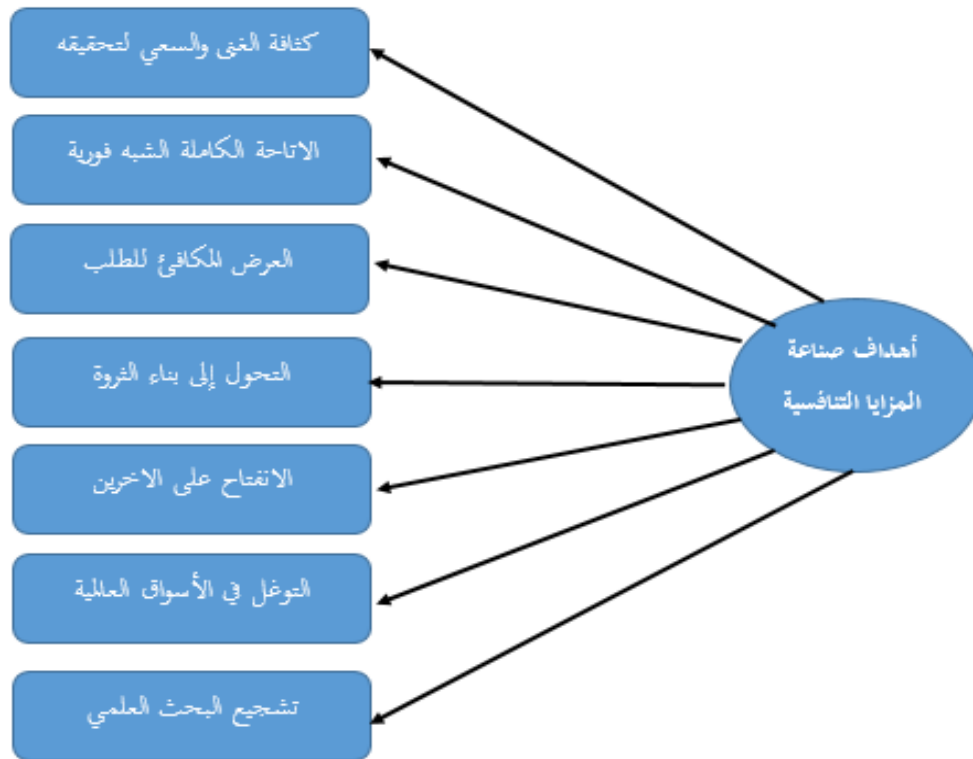 أهداف صناعة
المزايا التنافسية
كثافة الغنى والسعي لتحقيقه
الاتاحة الكاملة الشبه فورية
العرض المكافئ للطلب
التحول إلى بناء الثروة
الانفتاح على الاخرين
التوغل في الأسواق العالمية
تشجيع البحث العلمي